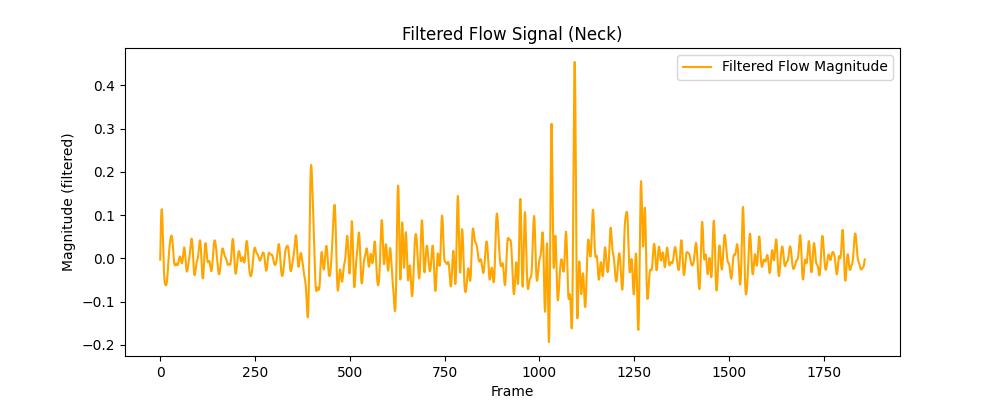 Filtered Flow Signal (Neck)
Filtered Flow Magnitude
Magnitude (filtered)
0.4
0.3
0.2
0.1
0.0
−0.1
−0.2
0 250 500 750 1000 1250 1500 1750
Frame